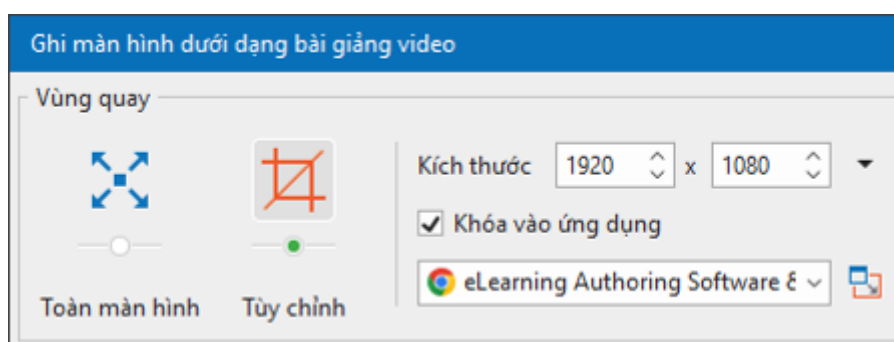 Ghi màn hình dưới dạng bài giảng video
Vùng quay
Kích thước 1920 x 1080
Khóa vào ứng dụng
eLearning Authoring Software &
Toàn màn hình Tùy chỉnh